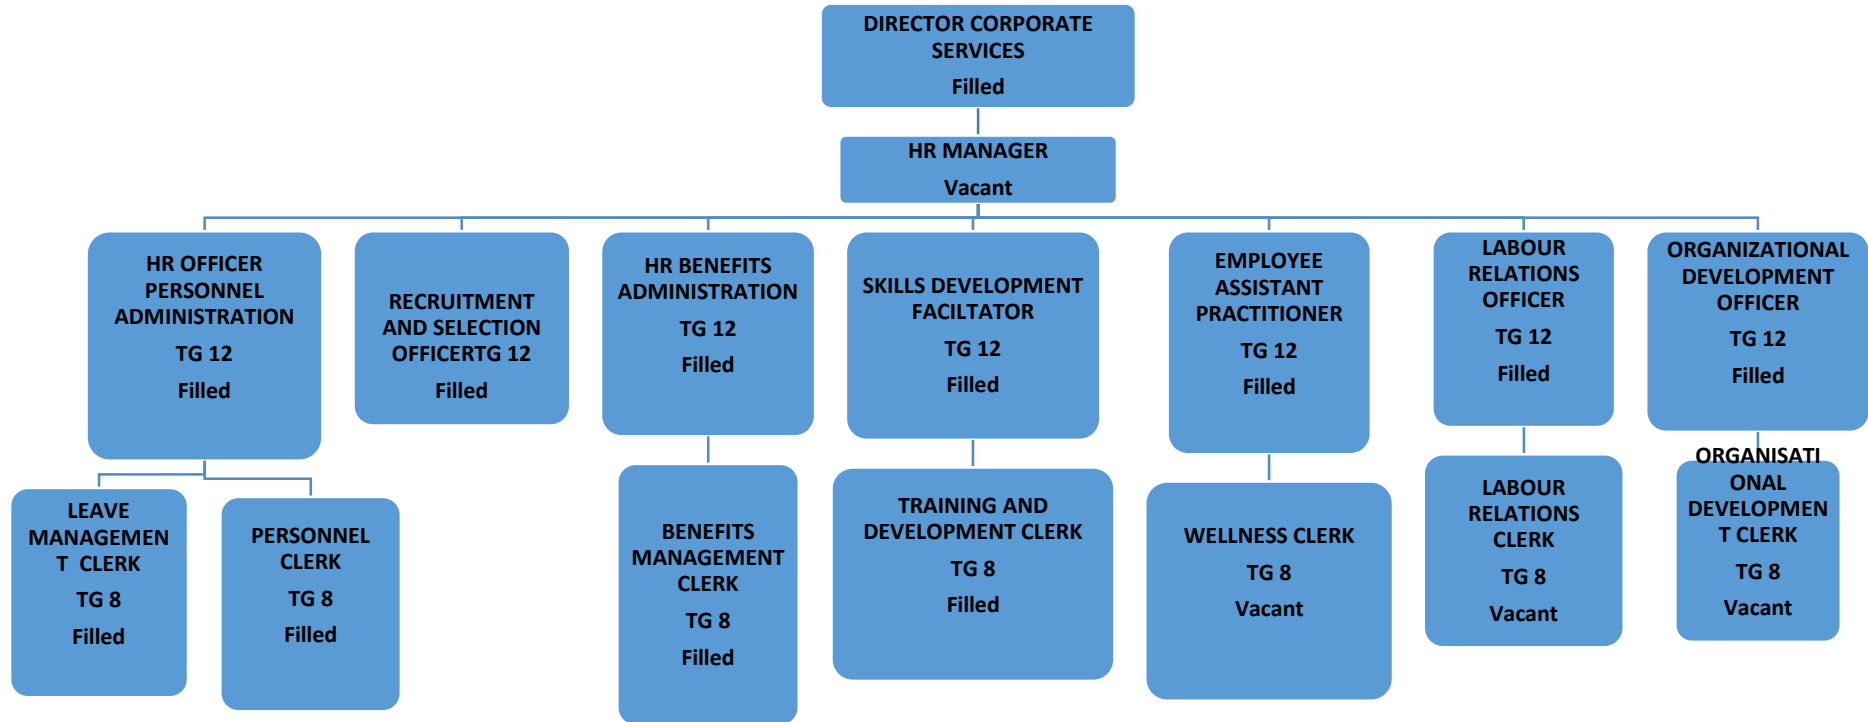 DIRECTOR CORPORATE
SERVICES
Filled
HR MANAGER
Vacant
HR OFFICER
PERSONNEL
ADMINISTRATION
TG 12
Filled
RECRUITMENT
AND SELECTION
OFFICERTG 12
Filled
HR BENEFITS
ADMINISTRATION
TG 12
Filled
SKILLS DEVELOPMENT
FACILTATOR
TG 12
Filled
EMPLOYEE
ASSISTANT
PRACTITIONER
TG 12
Filled
LABOUR
RELATIONS
OFFICER
TG 12
Filled
ORGANIZATIONAL
DEVELOPMENT
OFFICER
TG 12
Filled
LEAVE
MANAGEMEN
T CLERK
TG 8
Filled
PERSONNEL
CLERK
TG 8
Filled
BENEFITS
MANAGEMENT
CLERK
TG 8
Filled
TRAINING AND
DEVELOPMENT CLERK
TG 8
Filled
WELLNESS CLERK
TG 8
Vacant
LABOUR
RELATIONS
CLERK
TG 8
Vacant
ORGANISATI
ONAL
DEVELOPMEN
T CLERK
TG 8
Vacant